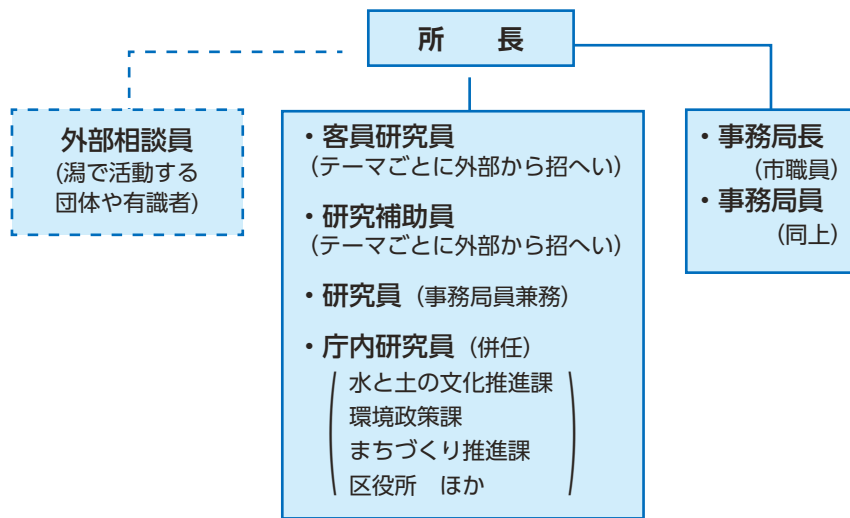 所　長
外部相談員
(潟で活動する
団体や有識者)
・客員研究員
(テーマごとに外部から招へい)
・研究補助員
(テーマごとに外部から招へい)
・研究員 (事務局員兼務)
・庁内研究員 (併任)
水と土の文化推進課
環境政策課
まちづくり推進課
区役所　ほか
・事務局長
(市職員)
・事務局員
(同上)